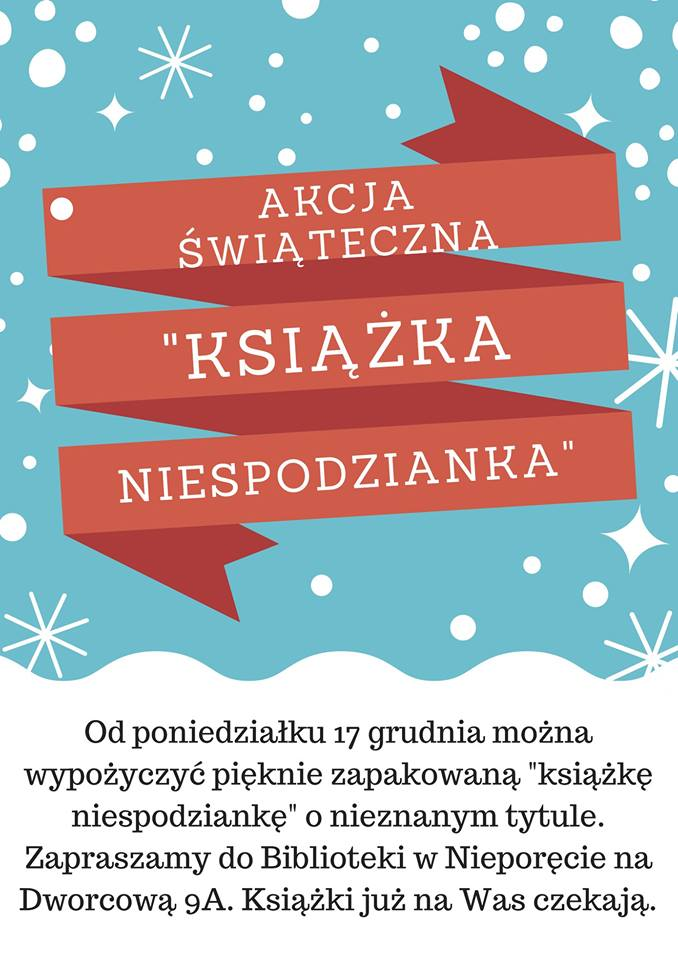 AKCJA
ŚWIĄTECZNA
"KSIĄŻKA
NIESPODZIANKA"
Od poniedziałku 17 grudnia można
wypożyczyć pięknie zapakowaną "książkę
niespodziankę" o nieznanym tytule.
Zapraszamy do Biblioteki w Nieporęcie na
Dworcową 9A. Książki już na Was czekają.